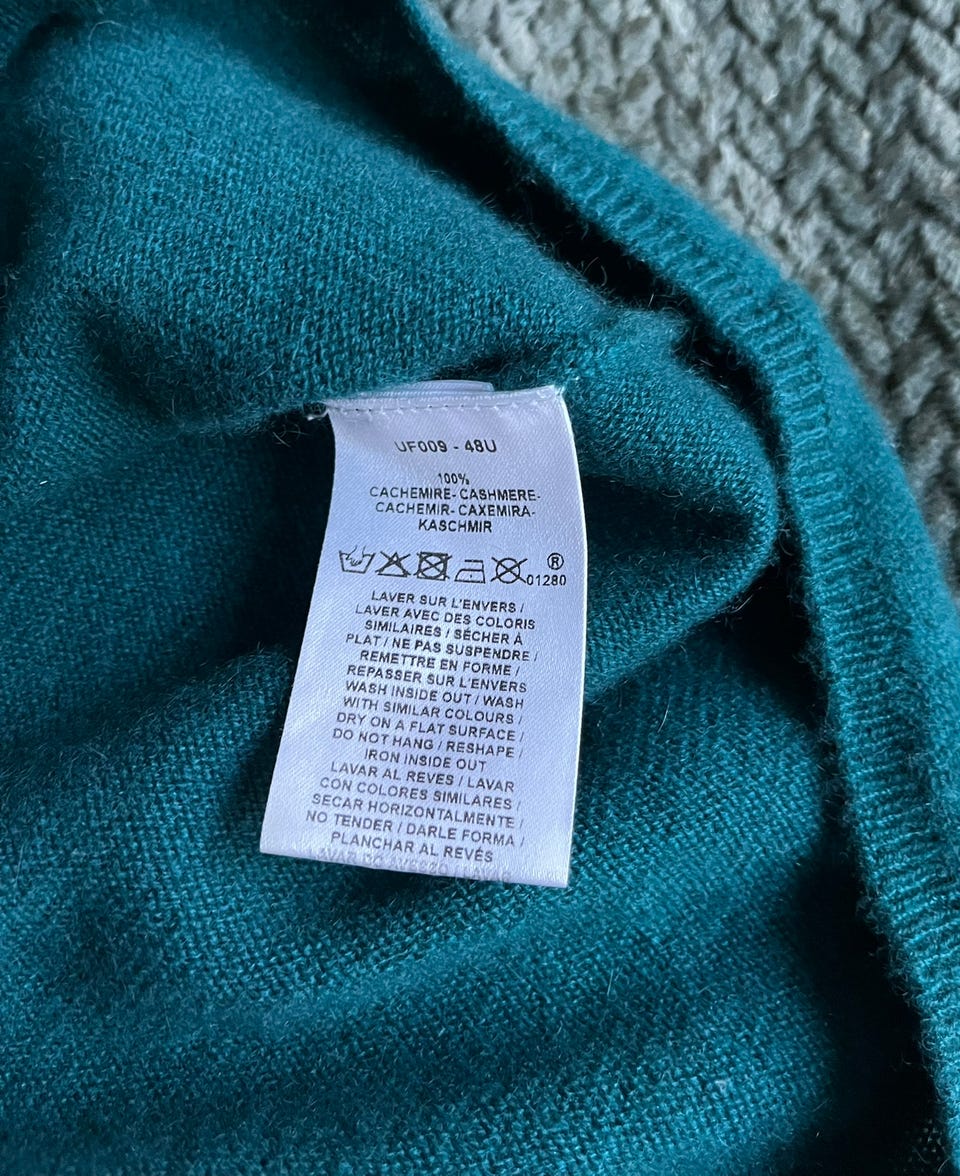 UF009 - 48U
100%
CACHEMIRE- CASHMERE-
CACHEMIR- CAXEMIRA-
KASCHMIR
®
01280
LAVER SUR L'ENVERS /
LAVER AVEC DES COLORIS
SIMILAIRES / SÉCHER À
PLAT / NE PAS SUSPENDRE /
REMETTRE EN FORME /
REPASSER SUR L'ENVERS
WASH INSIDE OUT / WASH
WITH SIMILAR COLOURS /
DRY ON A FLAT SURFACE /
DO NOT HANG / RESHAPE /
IRON INSIDE OUT
LAVAR AL REVES / LAVAR
CON COLORES SIMILARES /
SECAR HORIZONTALMENTE /
NO TENDER / DARLE FORMA /
PLANCHAR AL REVÉS